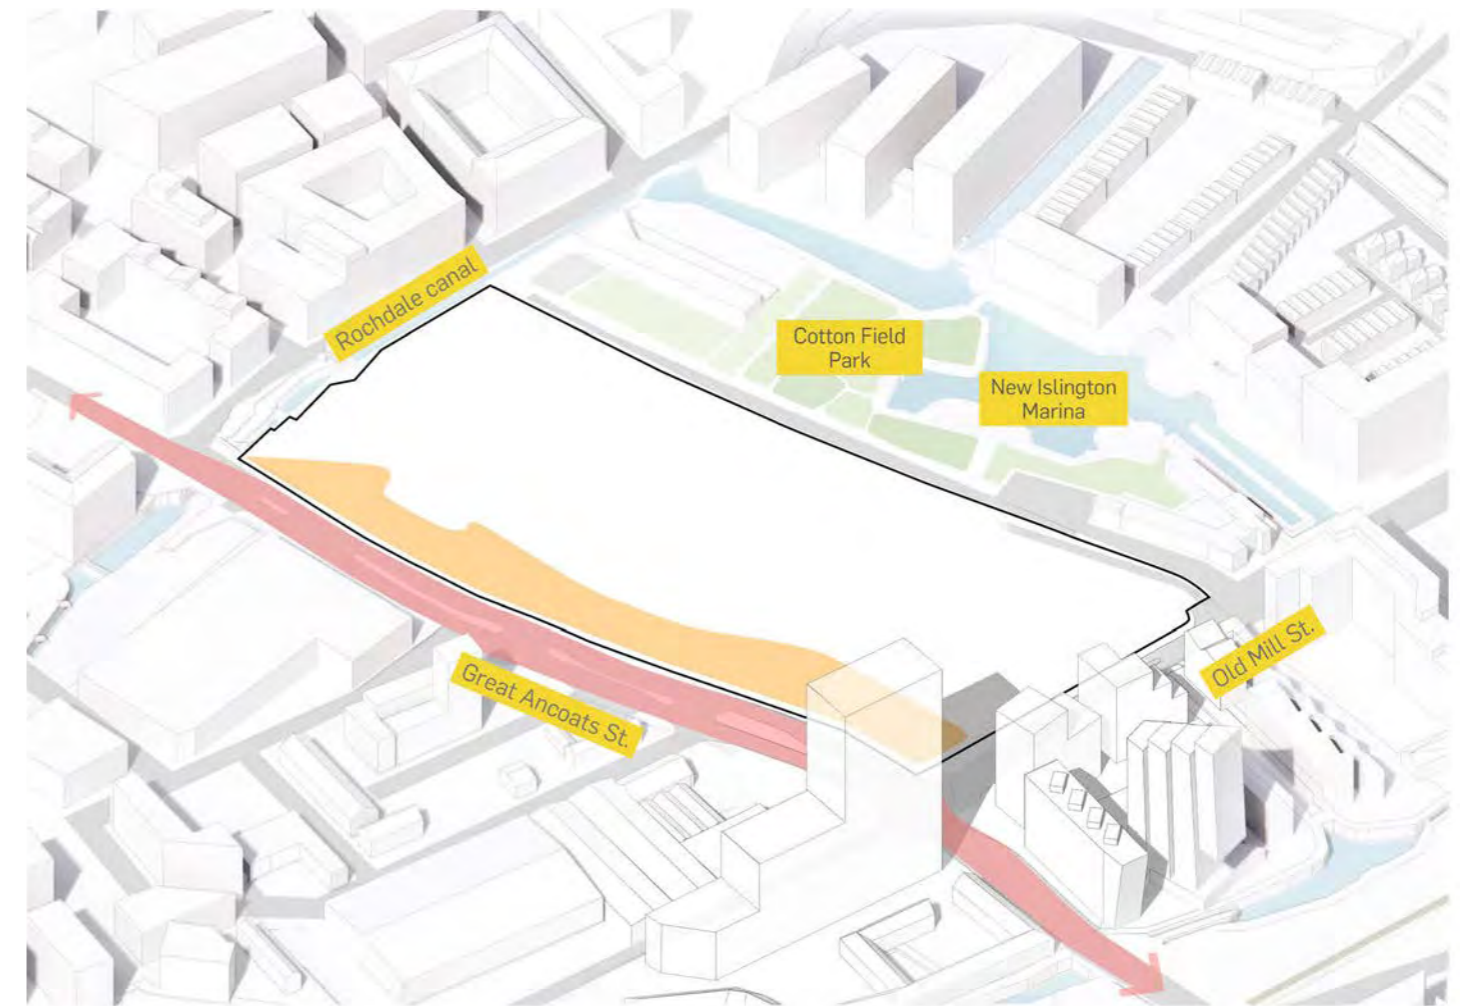 Rochdale canal
Cotton Field
Park
New Islington
Marina
Old Mill St.
Great Ancoats St.